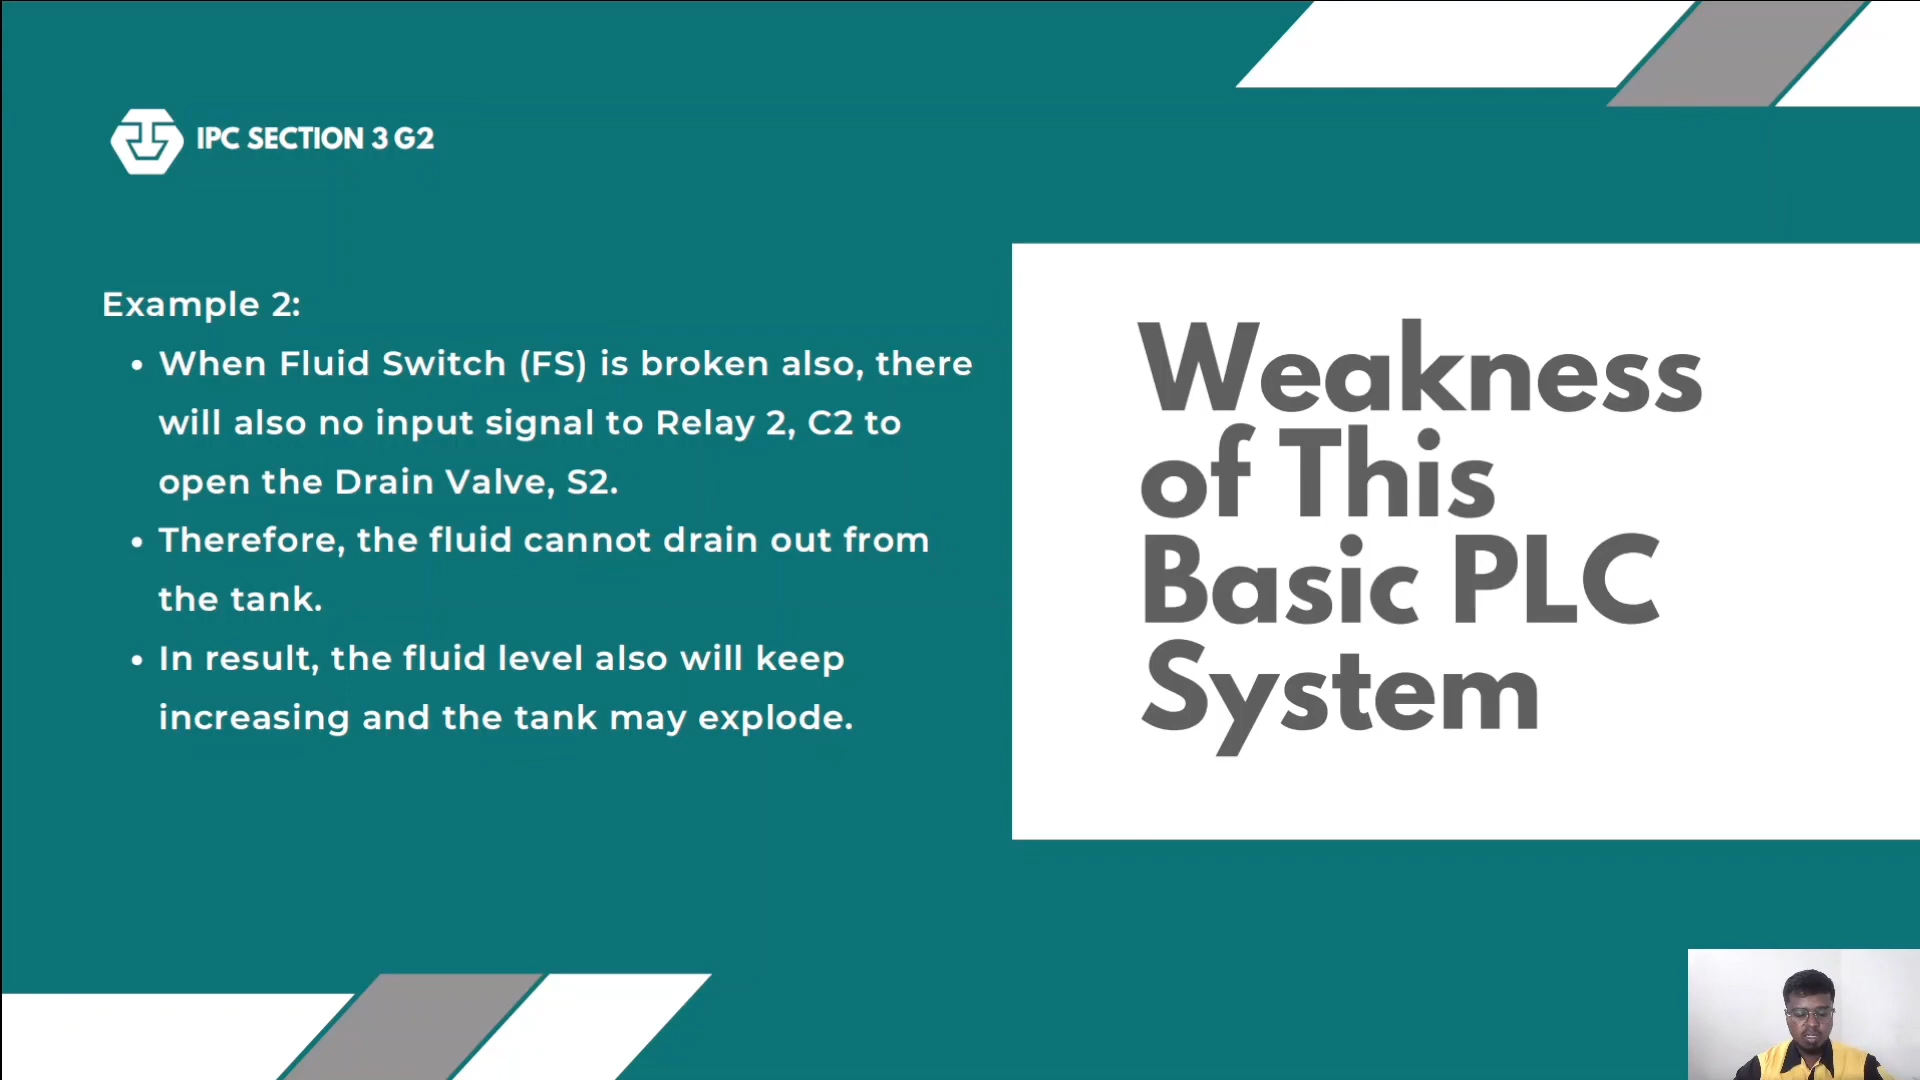 IPC SECTION 3 G2
Example 2:
• When Fluid Switch (FS) is broken also, there
will also no input signal to Relay 2, C2 to
open the Drain Valve, S2.
• Therefore, the fluid cannot drain out from
the tank.
• In result, the fluid level also will keep
increasing and the tank may explode.
Weakness
of This
Basic PLC
System